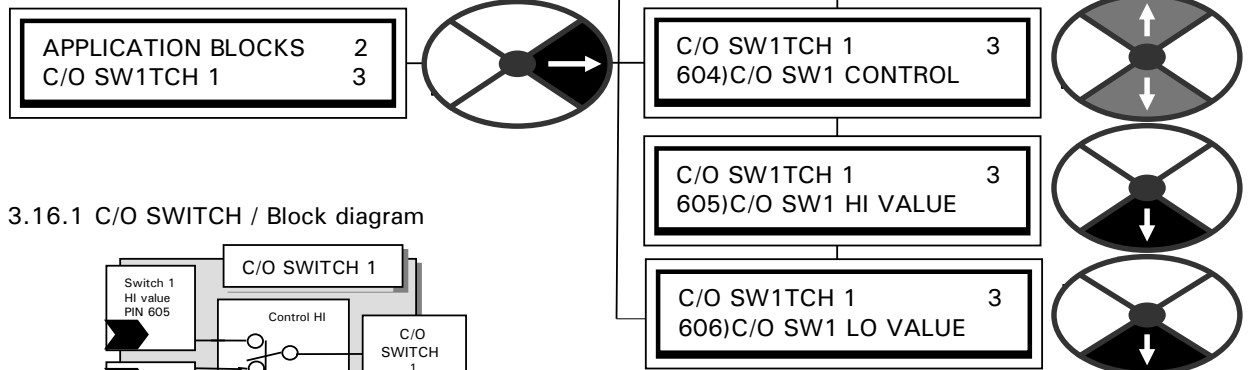 APPLICATION BLOCKS 2
C/O SW1TCH 1 3
C/O SW1TCH 1 3
604)C/O SW1 CONTROL
C/O SW1TCH 1 3
605)C/O SW1 HI VALUE
C/O SW1TCH 1 3
606)C/O SW1 LO VALUE
3.16.1 C/O SWITCH / Block diagram
C/O SWITCH 1
Switch 1
HI value
PIN 605
Control HI
C/O
SWITCH
1